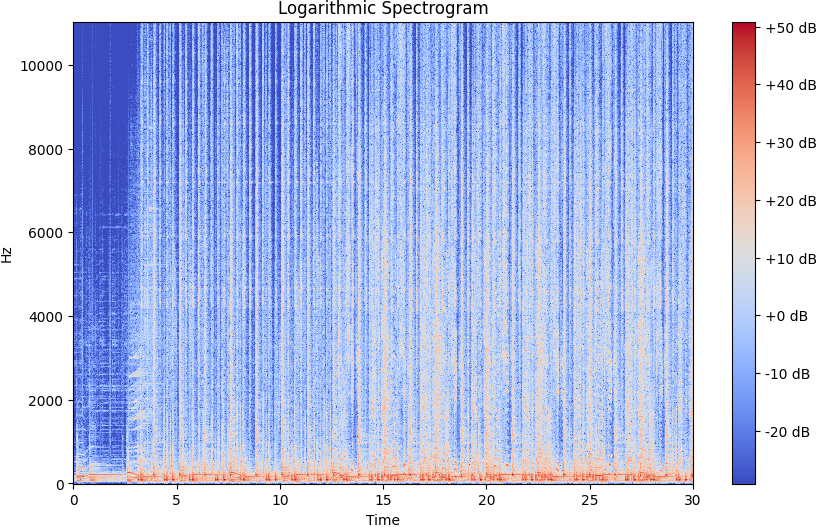 Logarithmic Spectrogram
Hz
10000
8000
6000
4000
2000
0
0 5 10 15 20 25 30
Time
+50 dB
+40 dB
+30 dB
+20 dB
+10 dB
+0 dB
-10 dB
-20 dB